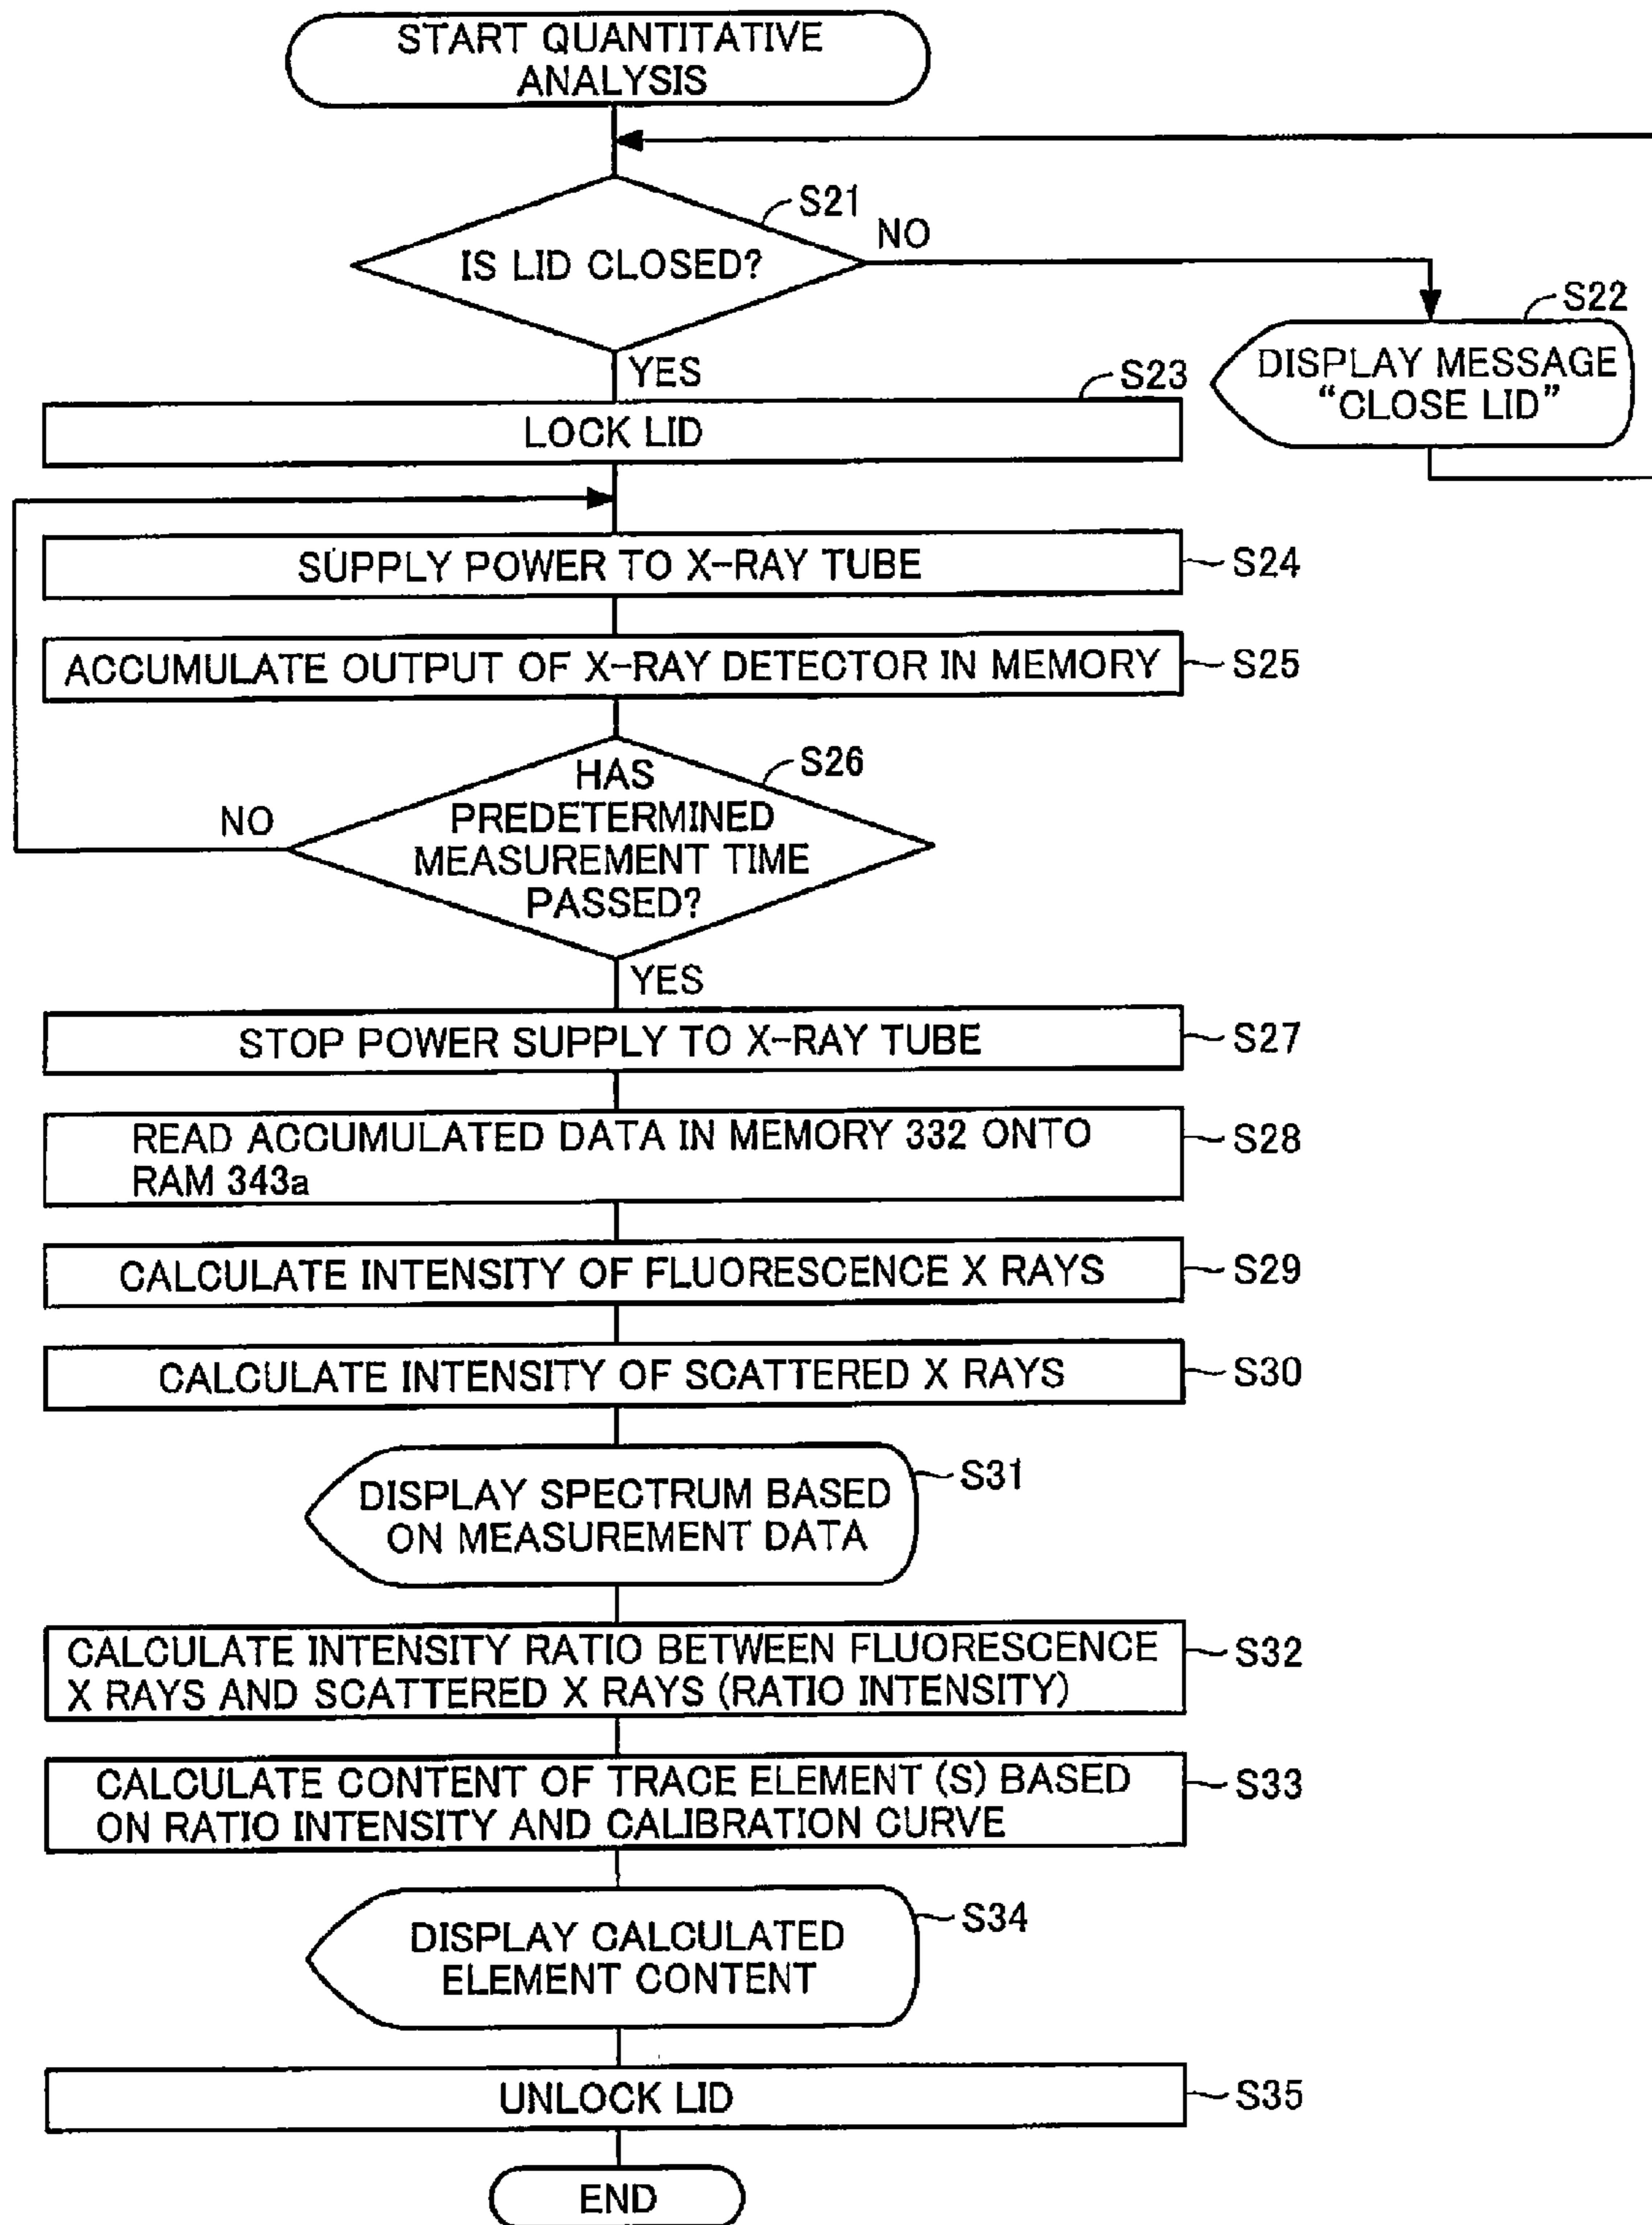 START QUANTITATIVE
ANALYSIS
S21
IS LID CLOSED?
NO
S22
DISPLAY MESSAGE
“CLOSE LID”
YES
S23
LOCK LID
SUPPLY POWER TO X-RAY TUBE
S24
ACCUMULATE OUTPUT OF X-RAY DETECTOR IN MEMORY
S25
S26
HAS
PREDETERMINED
MEASUREMENT TIME
PASSED?
NO
YES
STOP POWER SUPPLY TO X-RAY TUBE
S27
READ ACCUMULATED DATA IN MEMORY 332 ONTO
RAM 343a
S28
CALCULATE INTENSITY OF FLUORESCENCE X RAYS
S29
CALCULATE INTENSITY OF SCATTERED X RAYS
S30
DISPLAY SPECTRUM BASED
ON MEASUREMENT DATA
S31
CALCULATE INTENSITY RATIO BETWEEN FLUORESCENCE
X RAYS AND SCATTERED X RAYS (RATIO INTENSITY)
S32
CALCULATE CONTENT OF TRACE ELEMENT (S) BASED
ON RATIO INTENSITY AND CALIBRATION CURVE
S33
DISPLAY CALCULATED
ELEMENT CONTENT
S34
UNLOCK LID
S35
END